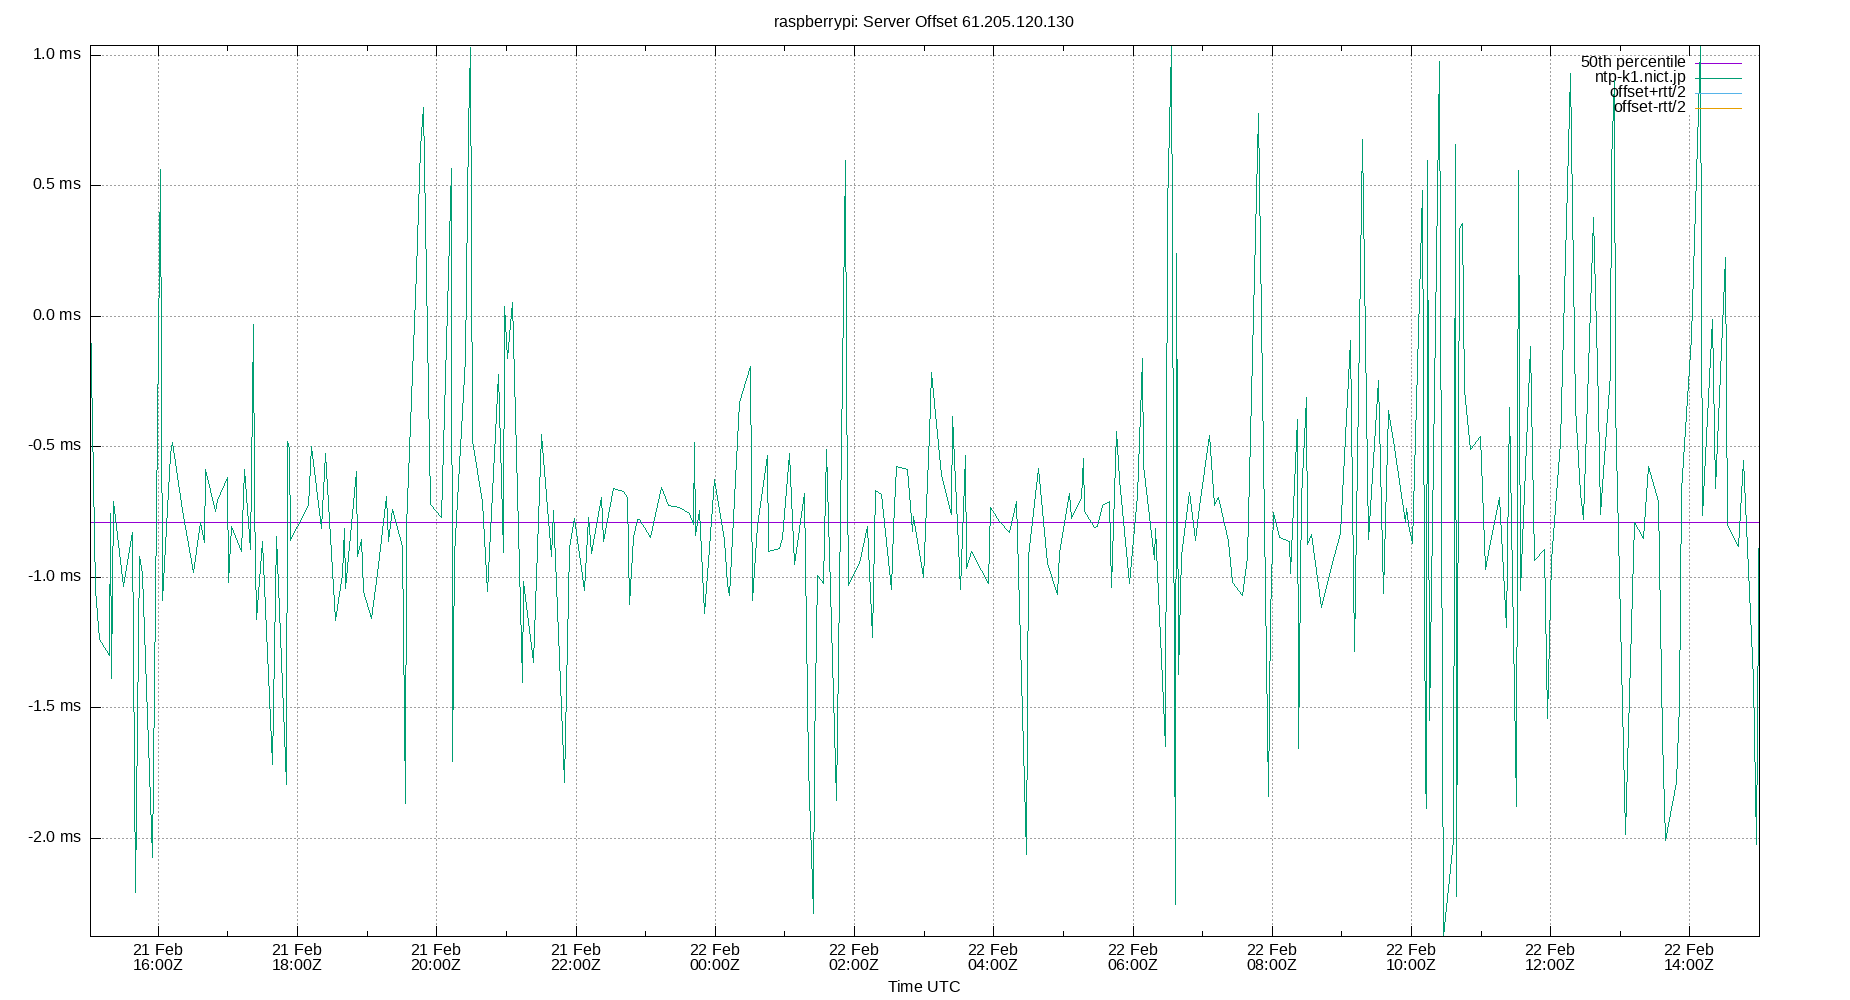 raspberrypi: Server Offset 61.205.120.130
1.0 ms
0.5 ms
0.0 ms
-0.5 ms
-1.0 ms
-1.5 ms
-2.0 ms
50th percentile
ntp-k1.nict.jp
offset+rtt/2
offset-rtt/2
21 Feb
16:00Z
21 Feb
18:00Z
21 Feb
20:00Z
21 Feb
22:00Z
22 Feb
00:00Z
22 Feb
02:00Z
22 Feb
04:00Z
22 Feb
06:00Z
22 Feb
08:00Z
22 Feb
10:00Z
22 Feb
12:00Z
22 Feb
14:00Z
Time UTC